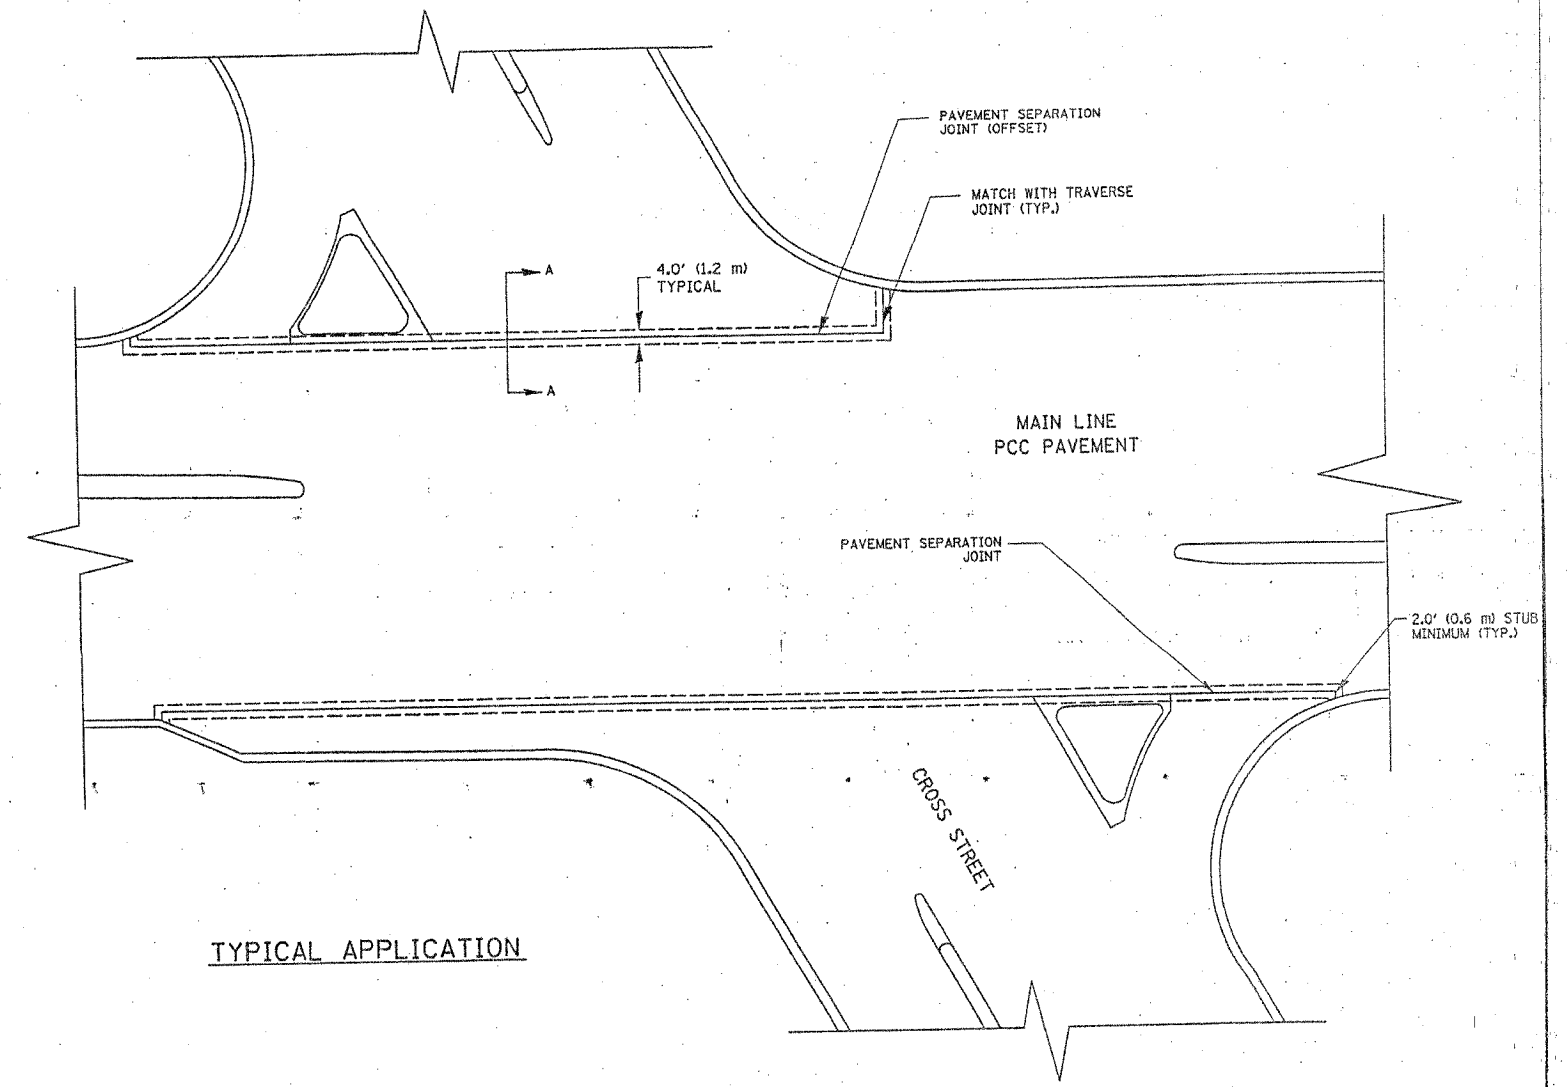 PAVEMENT SEPARATION
JOINT (OFFSET)
MATCH WITH TRAVERSE
JOINT (TYP.)
A
4.0' (1.2 m)
TYPICAL
A
MAIN LINE
PCC PAVEMENT
PAVEMENT SEPARATION
JOINT
2.0' (0.6 m) STUB
MINIMUM (TYP.)
CROSS STREET
TYPICAL APPLICATION